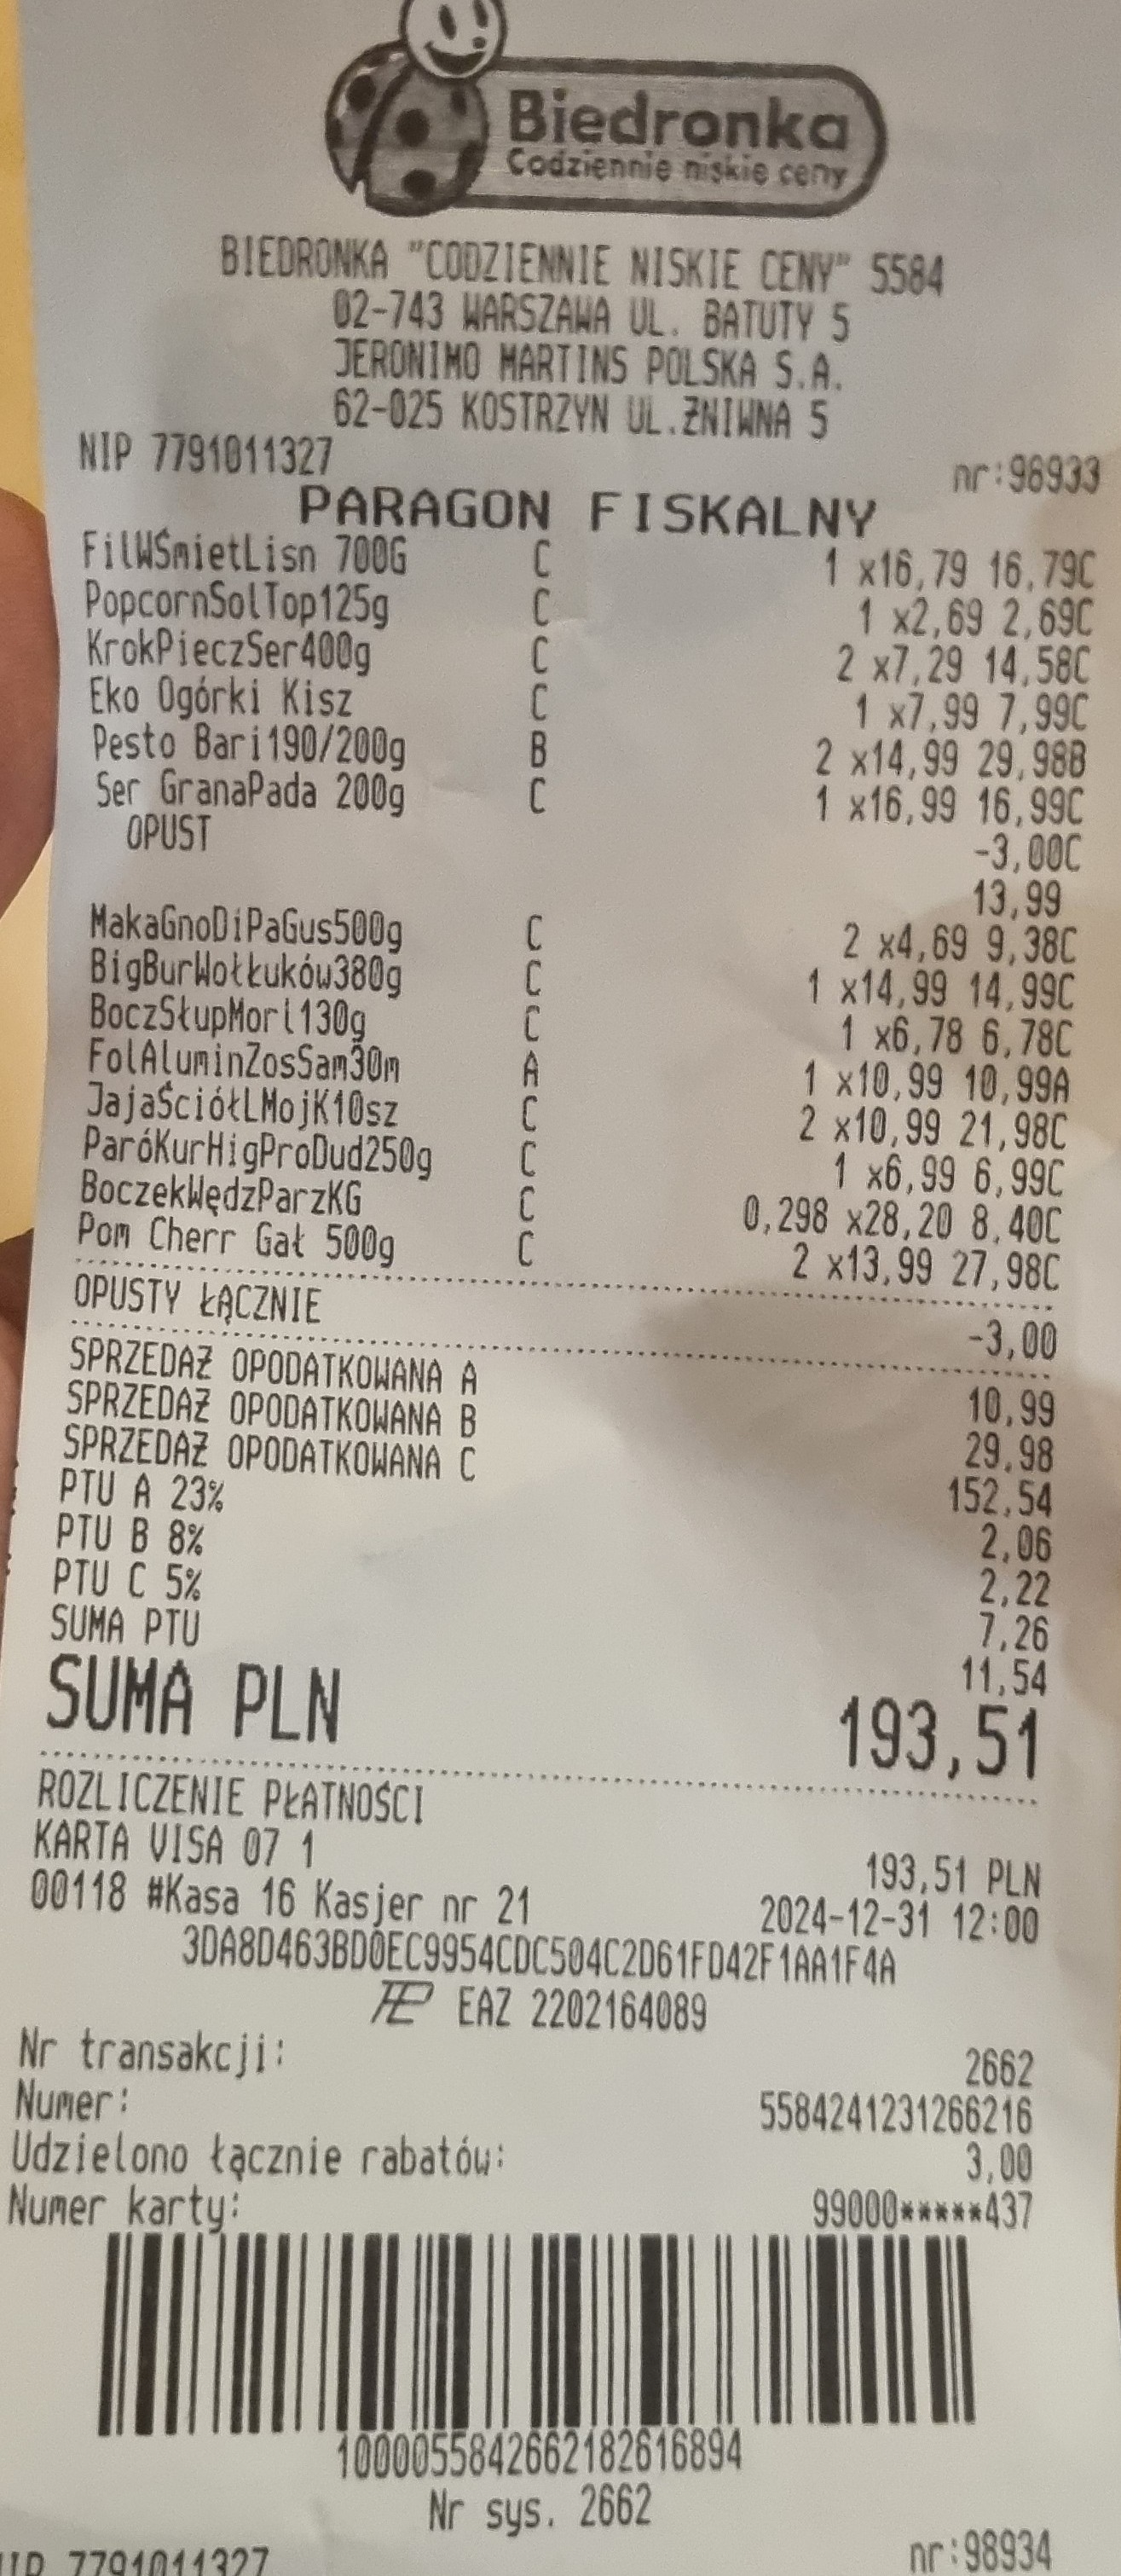 Biedronka
Codziennie niskie ceny
BIEDRONKA "CODZIENNIE NISKIE CENY" 5584
02-743 WARSZAWA UL. BATUTY 5
JERONIMO MARTINS POLSKA S.A.
62-025 KOSTRZYN UL.ŻNIWNA 5
NIP 7791011327 nr:98933
PARAGON FISKALNY
FilWŚmietLisn 700G C 1 x16,79 16,79C
PopcornSolTop125g C 1 x2,69 2,69C
KrokPieczSer400g C 2 x7,29 14,58C
Eko Ogórki Kisz C 1 x7,99 7,99C
Pesto Bari190/200g B 2 x14,99 29,98B
Ser GranaPada 200g C 1 x16,99 16,99C
OPUST -3,00C
13,99
MakaGnoDiPaGus500g C 2 x4,69 9,38C
BigBurWołŁuków380g C 1 x14,99 14,99C
BoczSłupMorl130g C 1 x6,78 6,78C
FolAluminZosSam30m A 1 x10,99 10,99A
JajaŚciółLMojK10sz C 2 x10,99 21,98C
ParóKurHigProDud250g C 1 x6,99 6,99C
BoczekWędzParzKG C 0,298 x28,20 8,40C
Pom Cherr Gał 500g C 2 x13,99 27,98C
OPUSTY ŁĄCZNIE -3,00
SPRZEDAŻ OPODATKOWANA A 10,99
SPRZEDAŻ OPODATKOWANA B 29,98
SPRZEDAŻ OPODATKOWANA C 152,54
PTU A 23% 2,06
PTU B 8% 2,22
PTU C 5% 7,26
SUMA PTU 11,54
SUMA PLN 193,51
ROZLICZENIE PŁATNOŚCI
KARTA VISA 07 1 193,51 PLN
00118 #Kasa 16 Kasjer nr 21 2024-12-31 12:00
3DA8D463BD0EC9954CDC504C2D61FD42F1AA1F4A
EAZ 2202164089
Nr transakcji: 2662
Numer: 5584241231266216
Udzielono łącznie rabatów: 3,00
Numer karty: 99000*****437
1000055842662182616894
Nr sys. 2662
NIP 7791011327 nr:98934